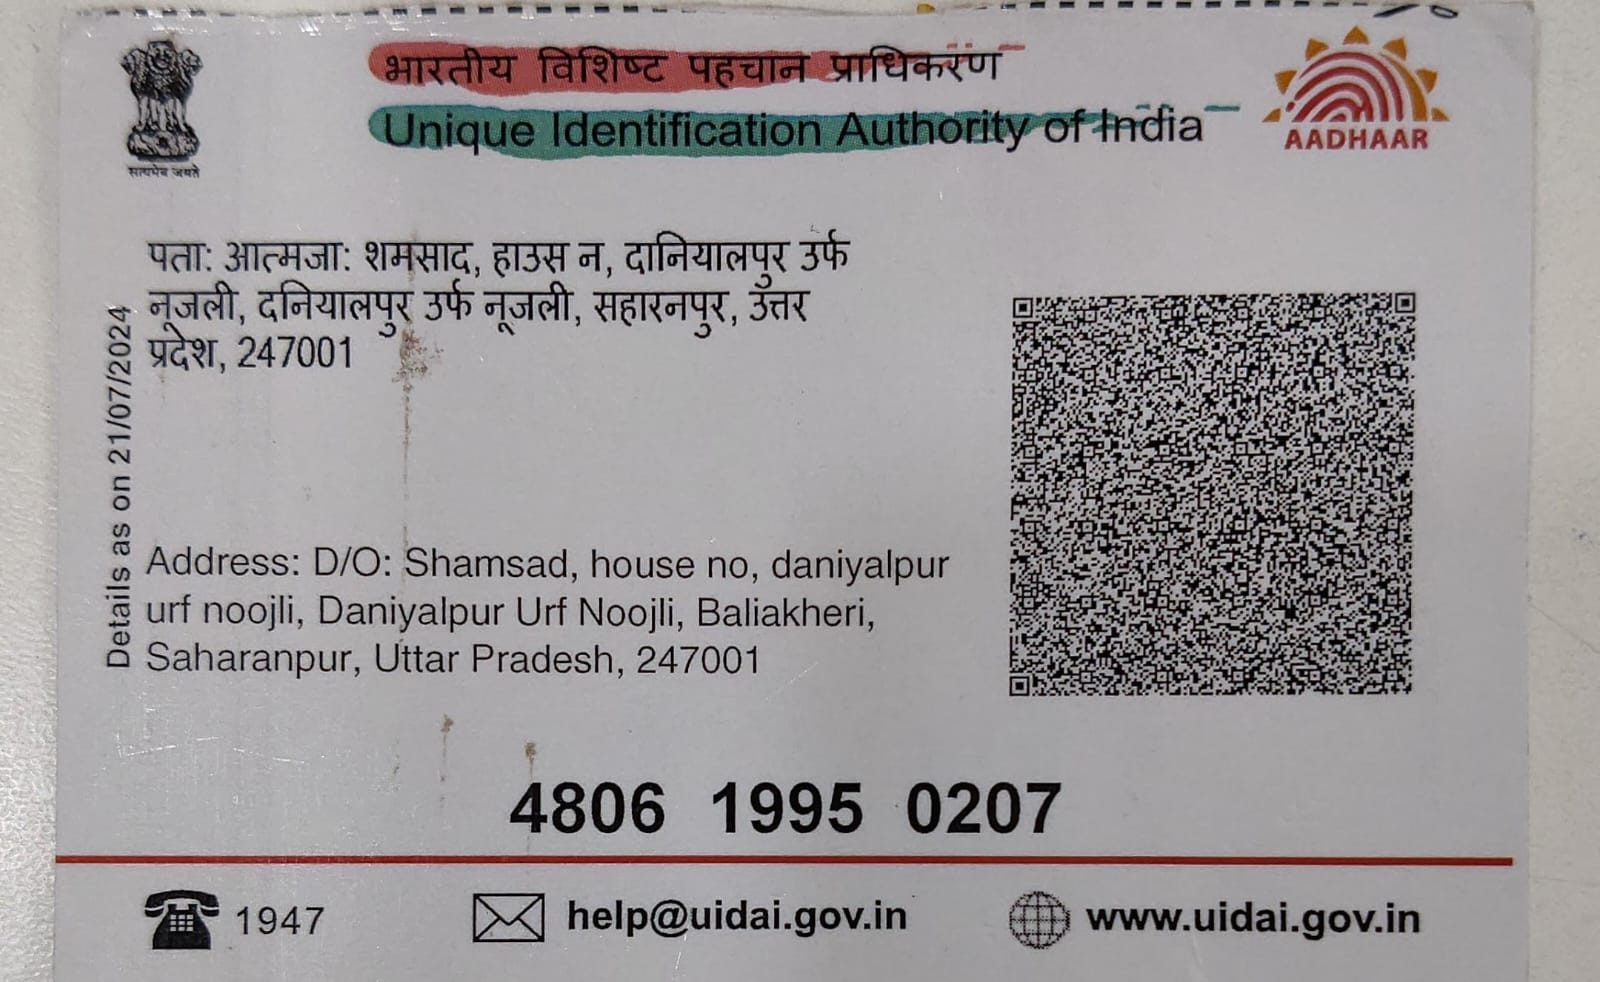 भारतीय विशिष्ट पहचान प्राधिकरण
Unique Identification Authority of India
AADHAAR
सत्यमेव जयते
पता: आत्मजा: शमसाद, हाउस न, दानियालपुर उर्फ
नूजली, दनियालपुर उर्फ नूजली, सहारनपुर, उत्तर
प्रदेश, 247001
Details as on 21/07/2024
Address: D/O: Shamsad, house no, daniyalpur
urf noojli, Daniyalpur Urf Noojli, Baliakheri,
Saharanpur, Uttar Pradesh, 247001
4806 1995 0207
1947
help@uidai.gov.in
www.uidai.gov.in